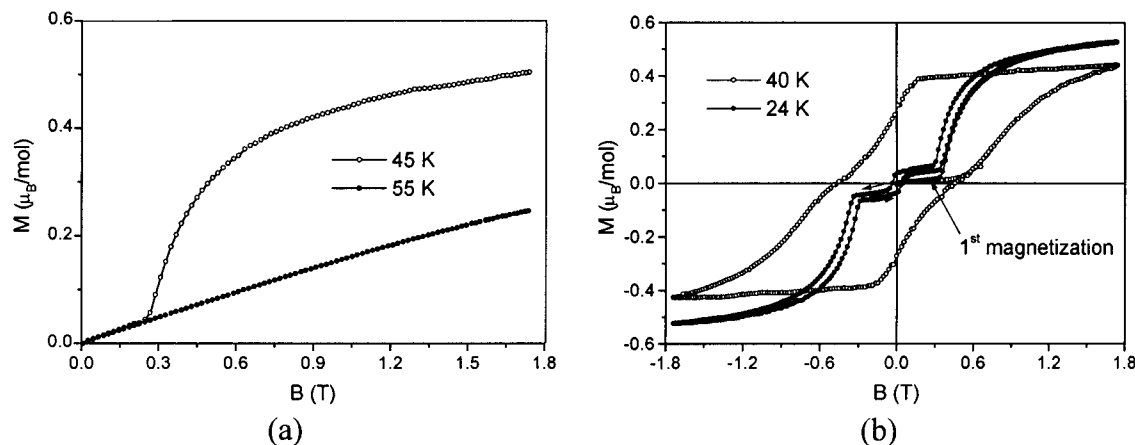 0.6
0.4
0.2
0.0
M (μB/mol)
45 K
55 K
0.0 0.3 0.6 0.9 1.2 1.5 1.8
B (T)
(a)
0.6
0.4
0.2
0.0
-0.2
-0.4
-0.6
M (μB/mol)
40 K
24 K
1st magnetization
-1.8 -1.2 -0.6 0.0 0.6 1.2 1.8
B (T)
(b)